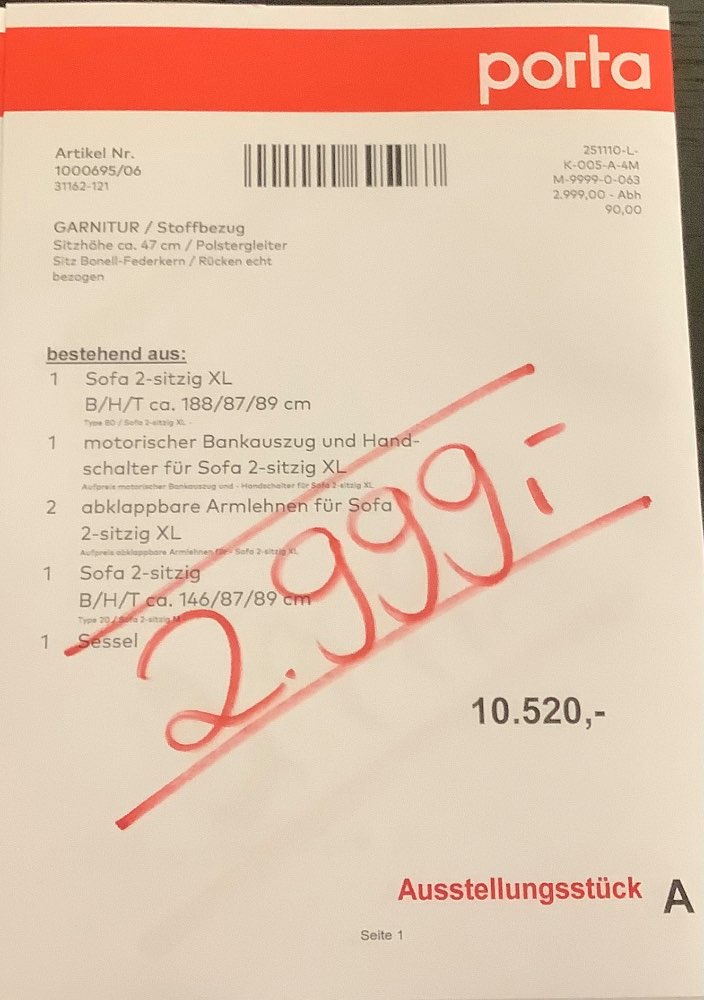 porta
Artikel Nr.
1000695/06
31162-121
251110-L-
K-005-A-4M
M-9999-0-063
2.999,00 - Abh
90,00
GARNITUR / Stoffbezug
Sitzhöhe ca. 47 cm / Polstergleiter
Sitz Bonell-Federkern / Rücken echt
bezogen
bestehend aus:
1 Sofa 2-sitzig XL
B/H/T ca. 188/87/89 cm
Type 80 / Sofa 2-sitzig XL -
1 motorischer Bankauszug und Hand-
schalter für Sofa 2-sitzig XL
Aufpreis motorischer Bankauszug und - Handschalter für Sofa 2-sitzig XL
2 abklappbare Armlehnen für Sofa
2-sitzig XL
Aufpreis abklappbare Armlehnen für - Sofa 2-sitzig XL
1 Sofa 2-sitzig
B/H/T ca. 146/87/89 cm
Type 20 / Sofa 2-sitzig M
1 Sessel
2.999,-
10.520,-
Ausstellungsstück A
Seite 1